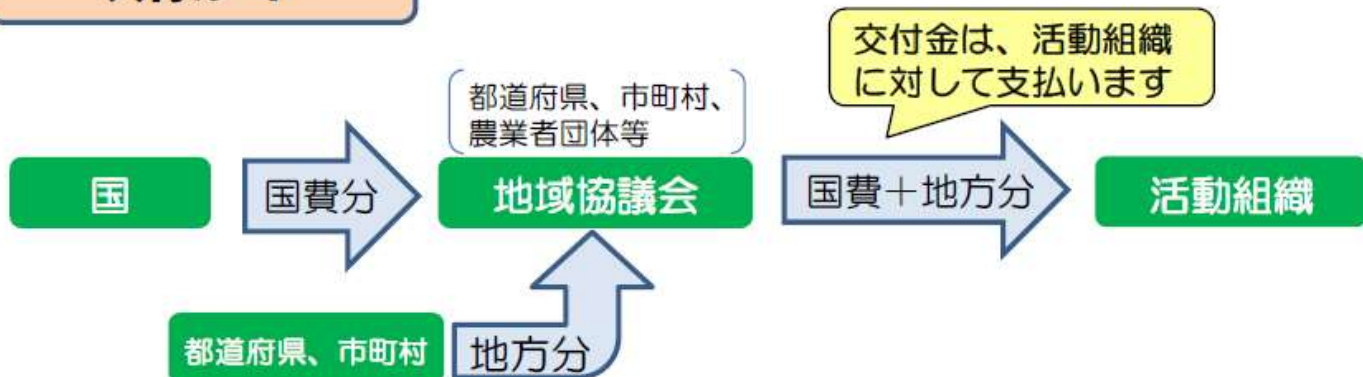 交付金は、活動組織
に対して支払います
都道府県、市町村、
農業者団体等
国
国費分
地域協議会
国費＋地方分
活動組織
都道府県、市町村
地方分